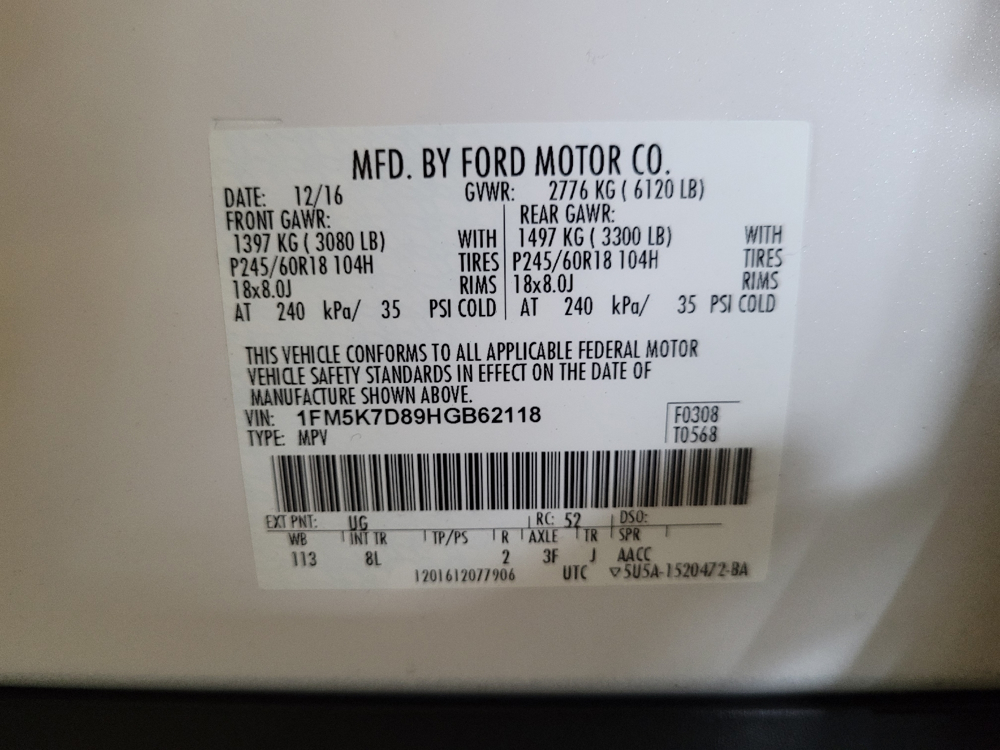 MFD. BY FORD MOTOR CO.
DATE: 12/16 GVWR: 2776 KG ( 6120 LB)
FRONT GAWR: REAR GAWR:
1397 KG ( 3080 LB) WITH 1497 KG ( 3300 LB) WITH
P245/60R18 104H TIRES P245/60R18 104H TIRES
18x8.0J RIMS 18x8.0J RIMS
AT 240 kPa/ 35 PSI COLD AT 240 kPa/ 35 PSI COLD
THIS VEHICLE CONFORMS TO ALL APPLICABLE FEDERAL MOTOR
VEHICLE SAFETY STANDARDS IN EFFECT ON THE DATE OF
MANUFACTURE SHOWN ABOVE.
VIN: 1FM5K7D89HGB62118 F0308
TYPE: MPV T0568
EXT PNT: UG RC: 52 DSO:
WB INT TR TP/PS R AXLE TR SPR
113 8L 2 3F J AACC
1201612077906 UTC ▽5U5A-1520472-BA